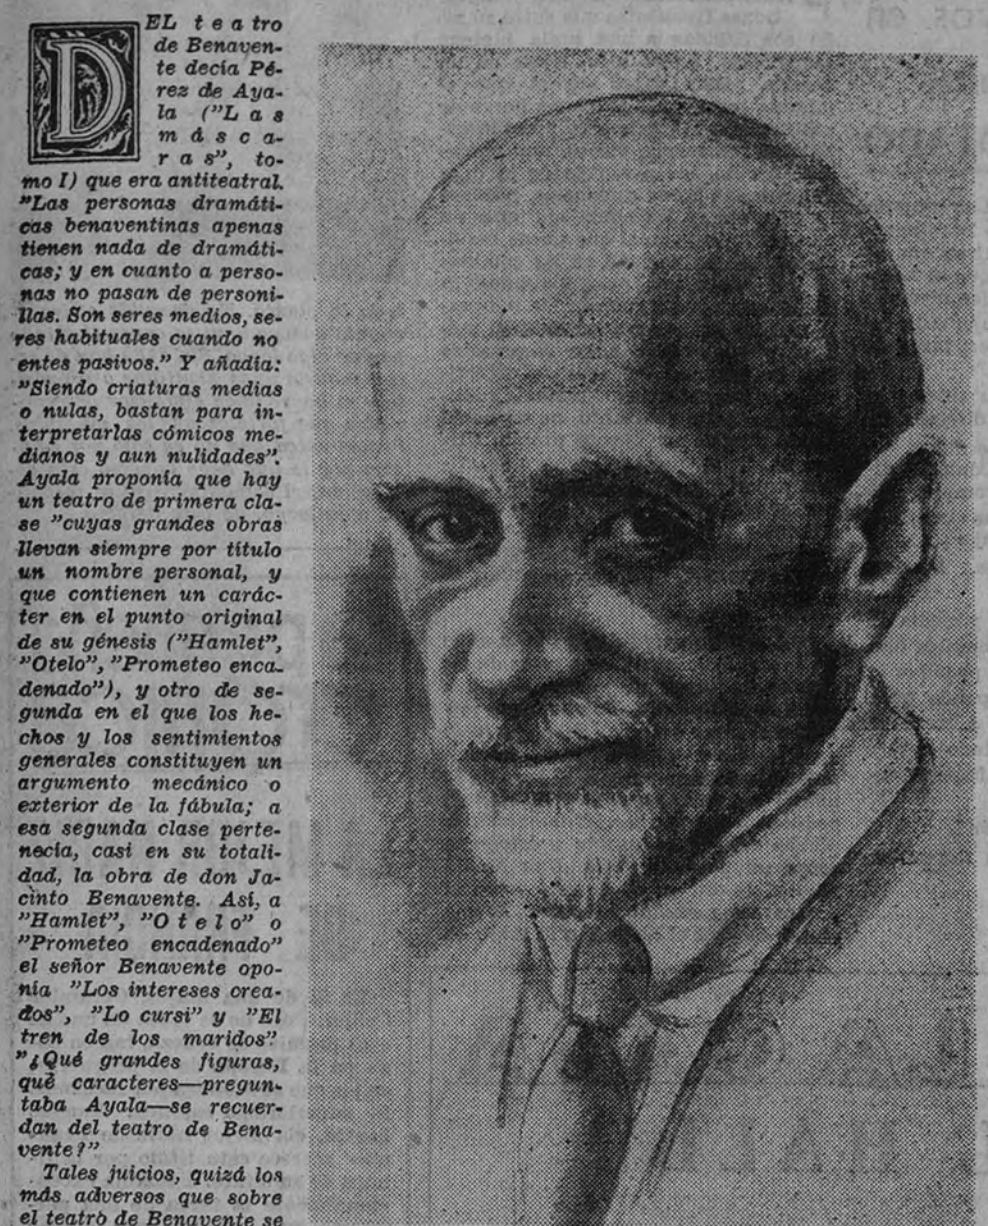 DEL teatro
de Benaven-
te decía Pé-
rez de Aya-
la ("Las
másca-
ras", to-
mo I) que era antiteatral.
"Las personas dramáti-
cas benaventinas apenas
tienen nada de dramáti-
cas; y en cuanto a perso-
nas no pasan de personi-
llas. Son seres medios, se-
res habituales cuando no
entes pasivos." Y añadía:
"Siendo criaturas medias
o nulas, bastan para in-
terpretarlas cómicos me-
dianos y aun nulidades".
Ayala proponía que hay
un teatro de primera cla-
se "cuyas grandes obras
llevan siempre por título
un nombre personal, y
que contienen un carác-
ter en el punto original
de su génesis ("Hamlet",
"Otelo", "Prometeo enca-
denado"), y otro de se-
gunda en el que los he-
chos y los sentimientos
generales constituyen un
argumento mecánico o
exterior de la fábula; a
esa segunda clase perte-
necía, casi en su totali-
dad, la obra de don Ja-
cinto Benavente. Así, a
"Hamlet", "Otelo" o
"Prometeo encadenado"
el señor Benavente opo-
nía "Los intereses crea-
dos", "Lo cursi" y "El
tren de los maridos".
"¿Qué grandes figuras,
qué caracteres—pregun-
taba Ayala—se recuer-
dan del teatro de Bena-
vente?"
Tales juicios, quizá los
más adversos que sobre
el teatro de Benavente se